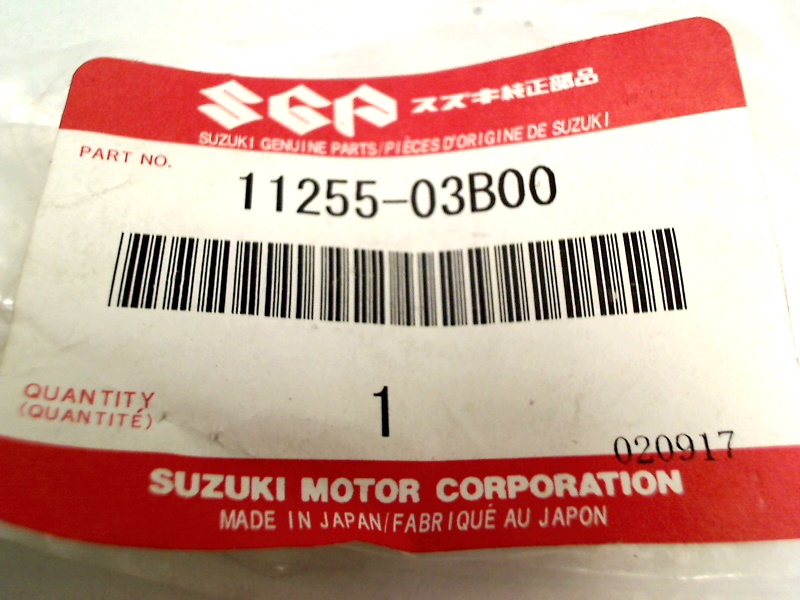 SGP スズキ純正部品
SUZUKI GENUINE PARTS/PIÈCES D'ORIGINE DE SUZUKI
PART NO.
11255-03B00
QUANTITY
(QUANTITÉ)
1
020917
SUZUKI MOTOR CORPORATION
MADE IN JAPAN/FABRIQUÉ AU JAPON